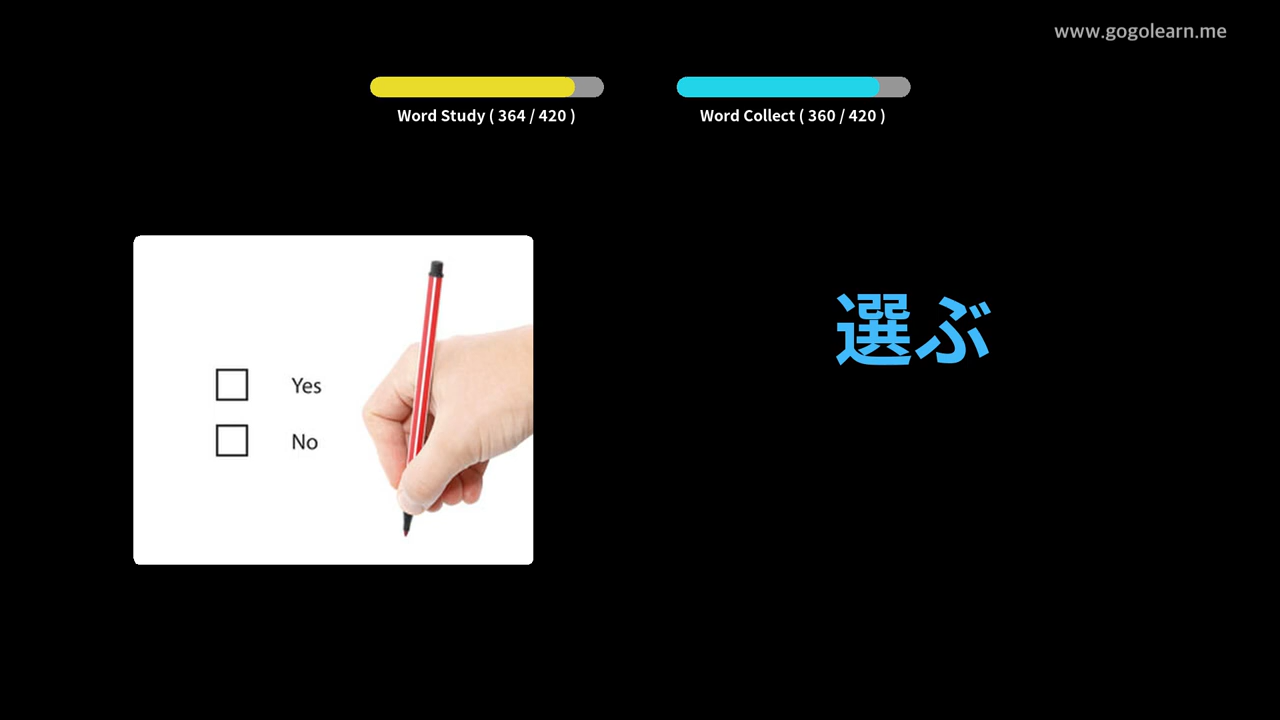 www.gogolearn.me
Word Study ( 364 / 420 )
Word Collect ( 360 / 420 )
選ぶ
Yes
No